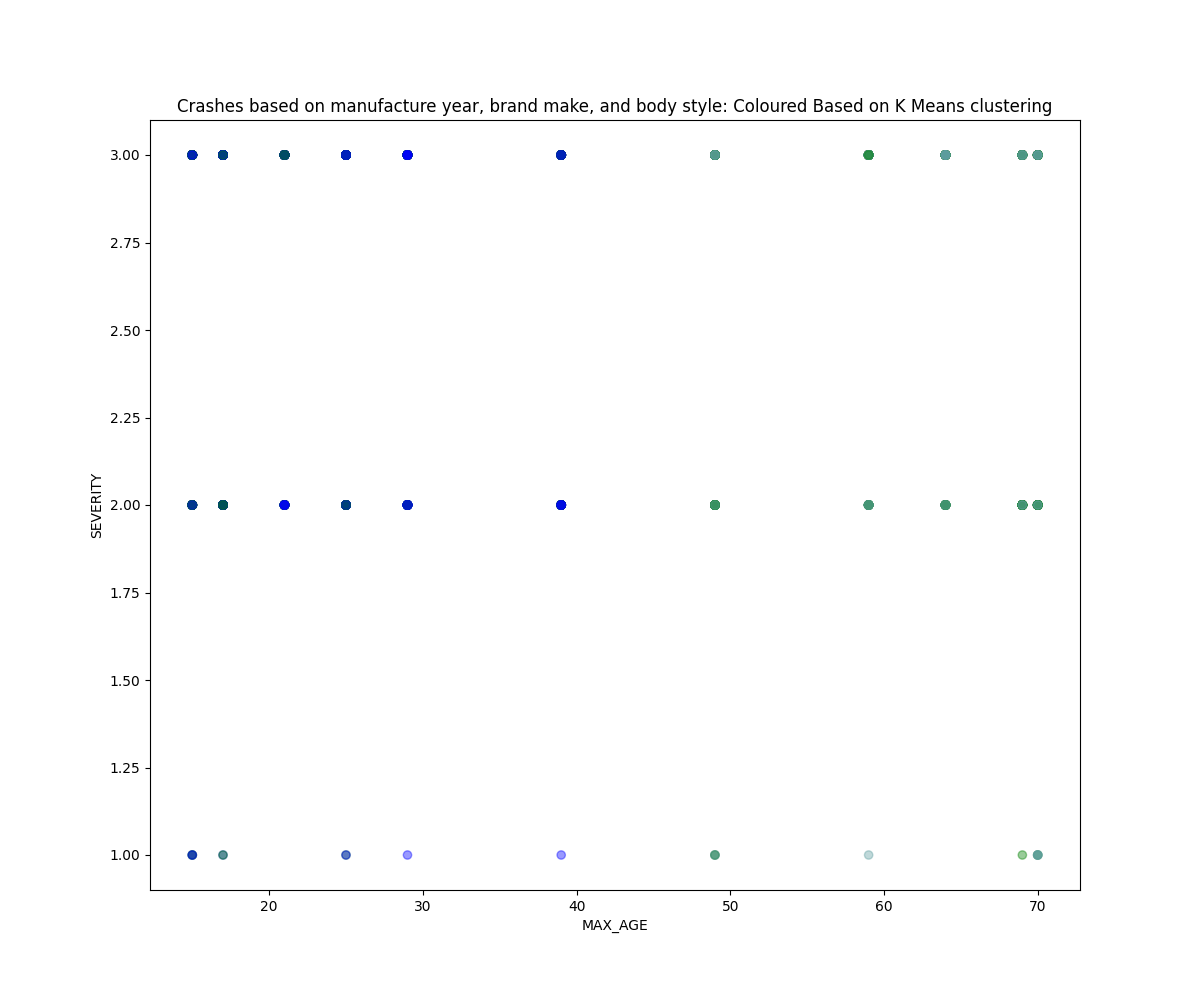 Crashes based on manufacture year, brand make, and body style: Coloured Based on K Means clustering
3.00
2.75
2.50
2.25
SEVERITY
2.00
1.75
1.50
1.25
1.00
20 30 40 50 60 70
MAX_AGE